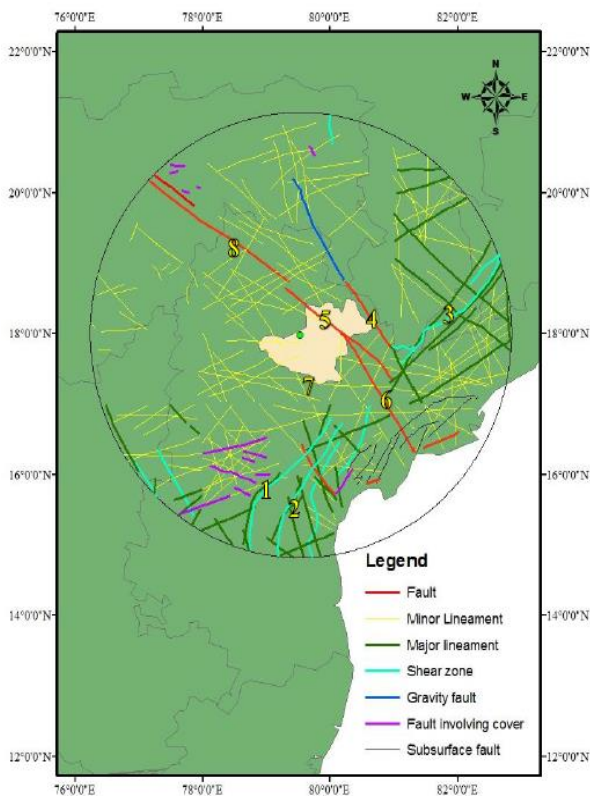 76°0'0"E 78°0'0"E 80°0'0"E 82°0'0"E
22°0'0"N 22°0'0"N
N
W E
S
20°0'0"N 20°0'0"N
8
3
5 4
18°0'0"N 18°0'0"N
7
6
16°0'0"N 16°0'0"N
1
2
Legend
Fault
Minor Lineament
Major lineament
Shear zone
Gravity fault
Fault involving cover
Subsurface fault
14°0'0"N 14°0'0"N
12°0'0"N 12°0'0"N
76°0'0"E 78°0'0"E 80°0'0"E 82°0'0"E